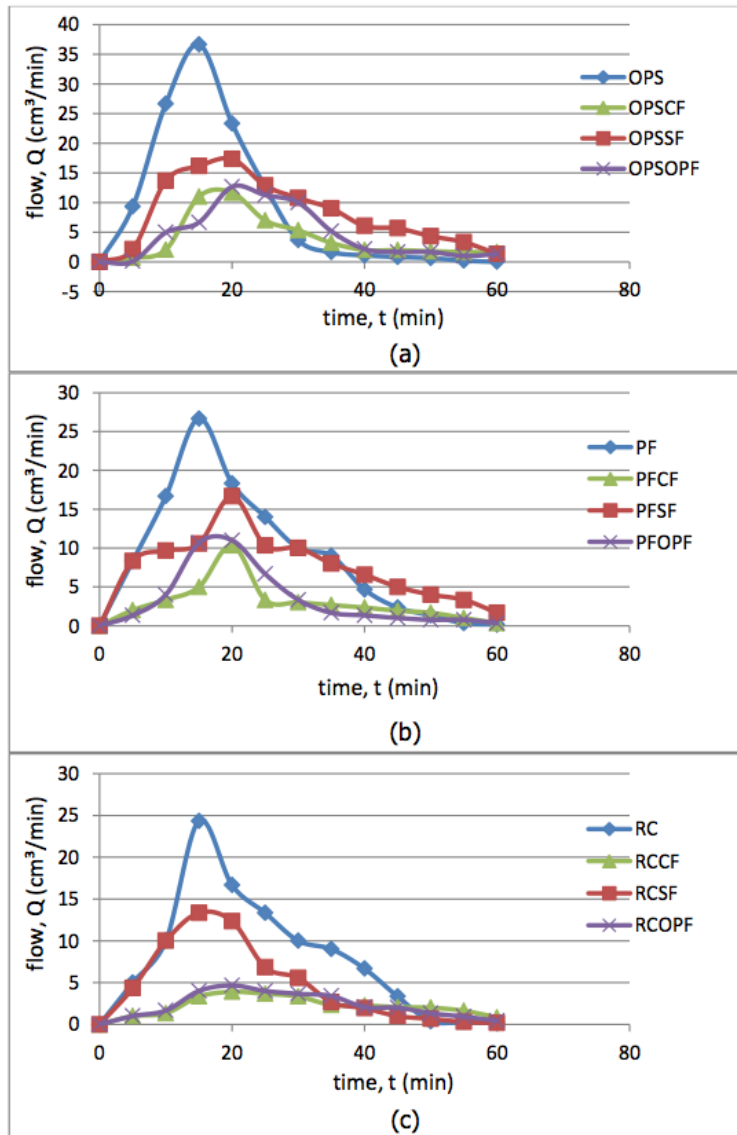 40
35
30
25
20
15
10
5
0
-5
flow, Q (cm³/min)
0
20
40
60
80
time, t (min)
OPS
OPSCF
OPSSF
OPSOPF
(a)
30
25
20
15
10
5
0
flow, Q (cm³/min)
0
20
40
60
80
time, t (min)
PF
PFCF
PFSF
PFOPF
(b)
30
25
20
15
10
5
0
flow, Q (cm³/min)
0
20
40
60
80
time, t (min)
RC
RCCF
RCSF
RCOPF
(c)